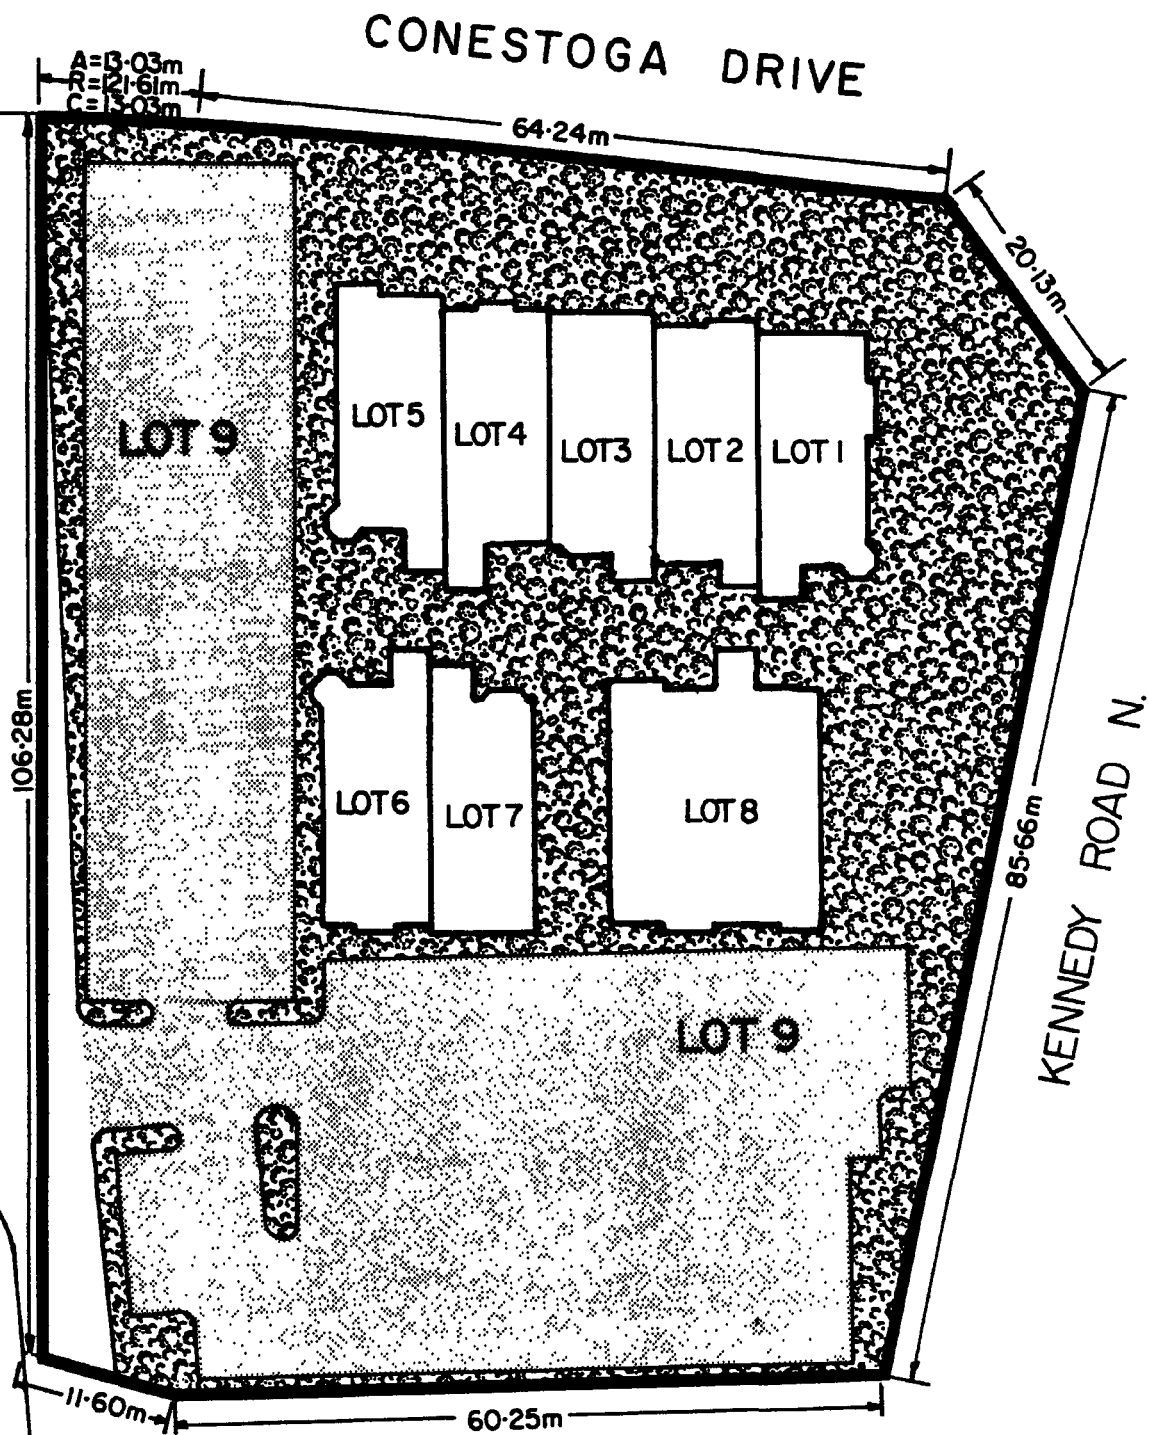 CONESTOGA DRIVE
A=13·03m
R=121·61m
C=13·03m
64·24m
20·13m
LOT 9
LOT 5
LOT 4
LOT 3
LOT 2
LOT 1
106·28m
LOT 6
LOT 7
LOT 8
85·66m
KENNEDY ROAD N.
LOT 9
11·60m
60·25m